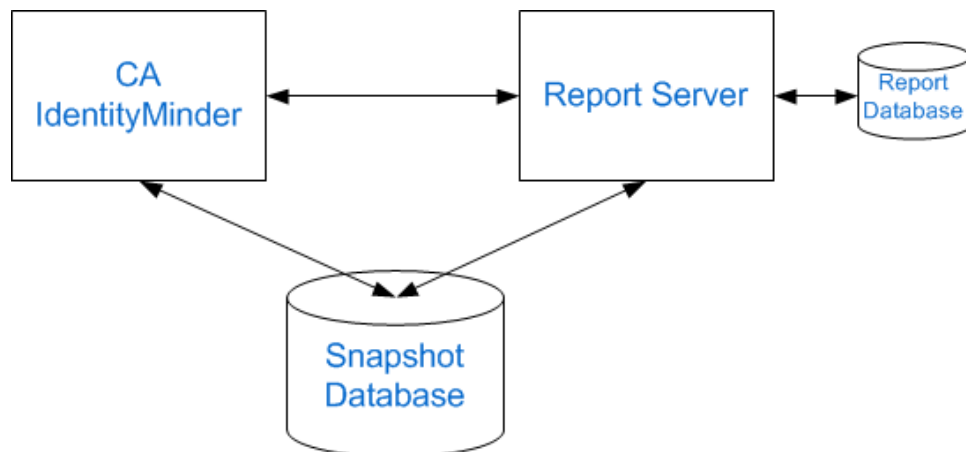 CA
IdentityMinder
Report Server
Report
Database
Snapshot
Database